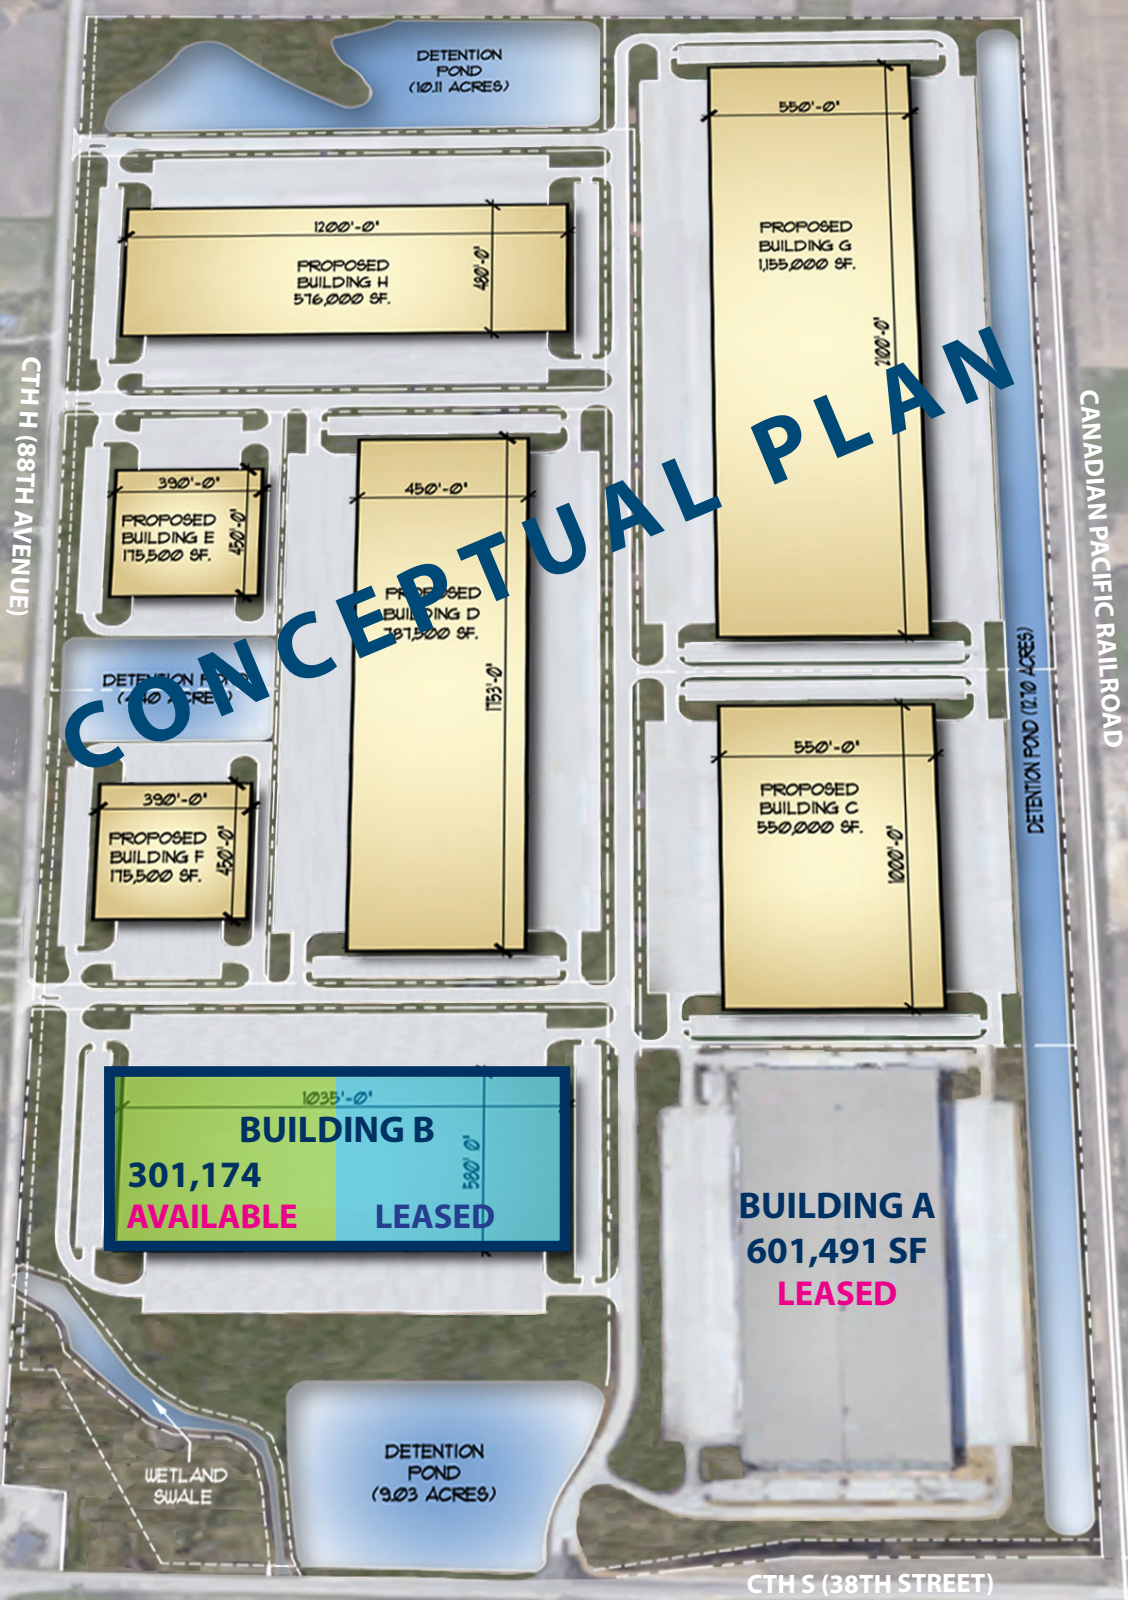 DETENTION
POND
(10.11 ACRES)
550'-0"
1200'-0"
480'-0"
PROPOSED
BUILDING H
576,000 SF.
PROPOSED
BUILDING G
1,155,000 SF.
2100'-0"
CTH H (88TH AVENUE)
CANADIAN PACIFIC RAILROAD
CONCEPTUAL PLAN
390'-0"
450'-0"
PROPOSED
BUILDING E
175,500 SF.
450'-0"
PROPOSED
BUILDING D
787,500 SF.
1753'-0"
DETENTION POND
DETENTION POND (12.70 ACRES)
550'-0"
PROPOSED
BUILDING C
550,000 SF.
1000'-0"
390'-0"
450'-0"
PROPOSED
BUILDING F
175,500 SF.
1035'-0"
580' 0"
BUILDING B
301,174
AVAILABLE
LEASED
BUILDING A
601,491 SF
LEASED
WETLAND
SWALE
DETENTION
POND
(9.03 ACRES)
CTH S (38TH STREET)